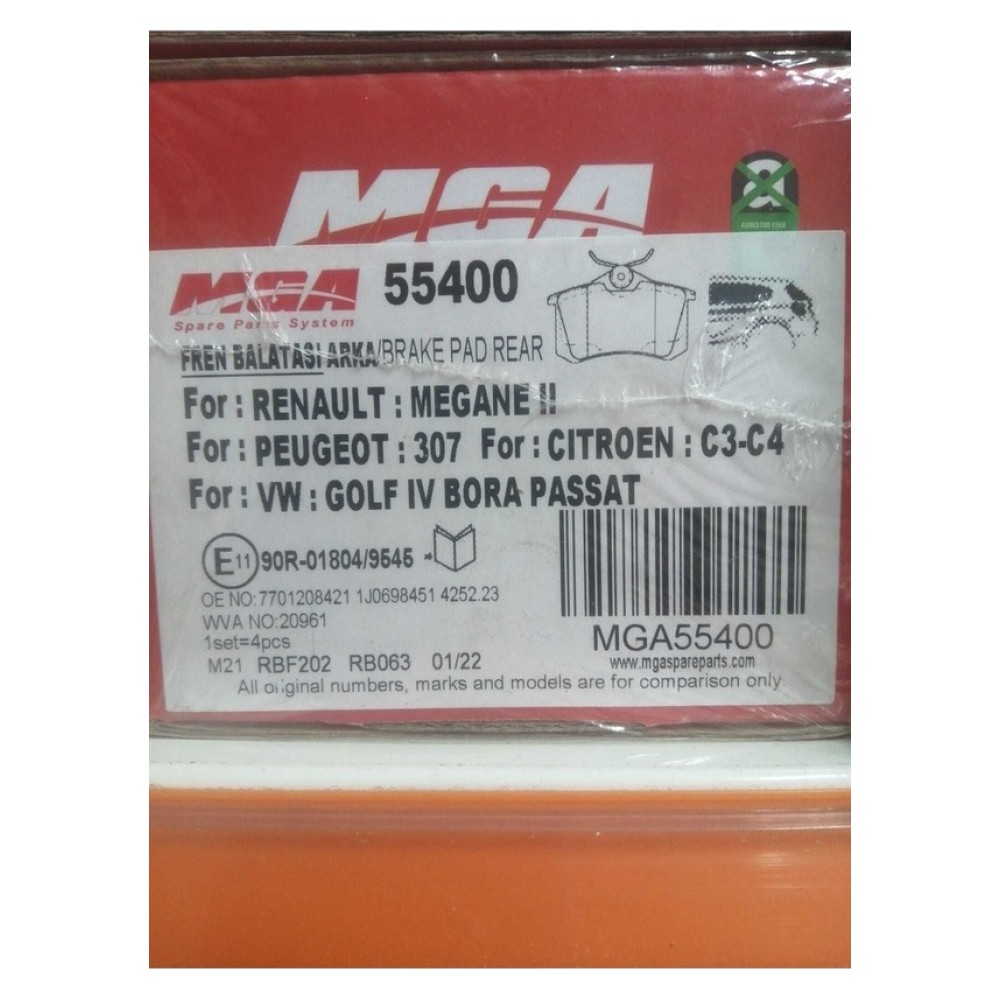 MGA
a
ASBESTOS FREE
MGA 55400
Spare Parts System
FREN BALATASI ARKA/BRAKE PAD REAR
For : RENAULT : MEGANE II
For : PEUGEOT : 307 For : CITROEN : C3-C4
For : VW : GOLF IV BORA PASSAT
E11 90R-01804/9545
OE NO:7701208421 1J0698451 4252.23
WVA NO:20961
1set=4pcs
MGA55400
M21 RBF202 RB063 01/22
www.mgaspareparts.com
All original numbers, marks and models are for comparison only.